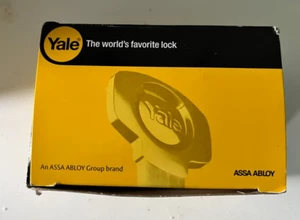 Yale The world's favorite lock
Yale
An ASSA ABLOY Group brand
ASSA ABLOY